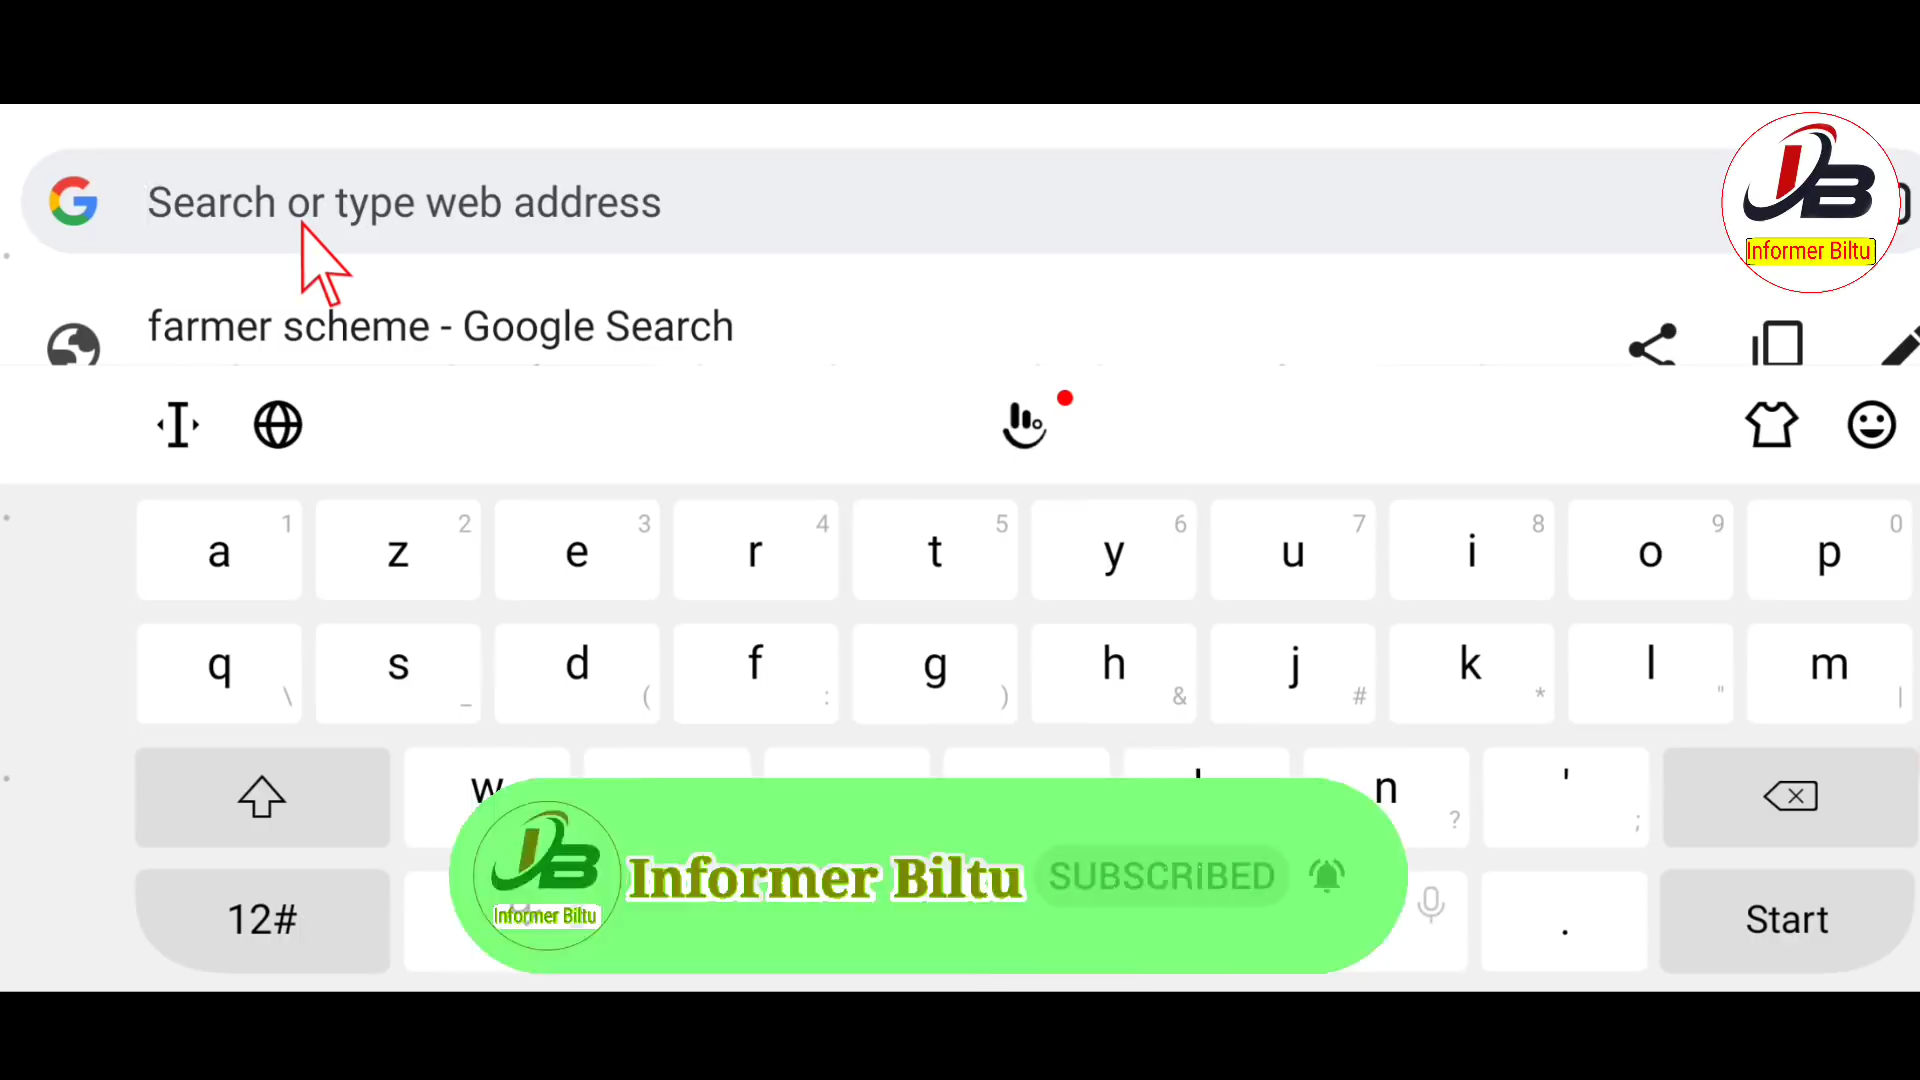 Search or type web address
Informer Biltu
farmer scheme - Google Search
1 2 3 4 5 6 7 8 9 0
a z e r t y u i o p
q s d f g h j k l m
\ _ ( : ) & # * " |
w n '
? ;
Informer Biltu SUBSCRIBED
Informer Biltu
12# . Start